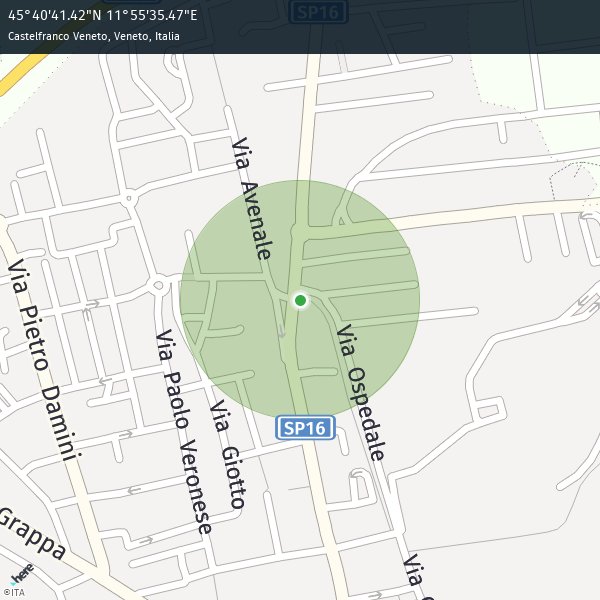 45°40'41.42"N 11°55'35.47"E
Castelfranco Veneto, Veneto, Italia
SP16
Via Avenale
Via Pietro Damini
Via Paolo Veronese
Via Giotto
Via Ospedale
SP16
Grappa
Via
here
©ITA